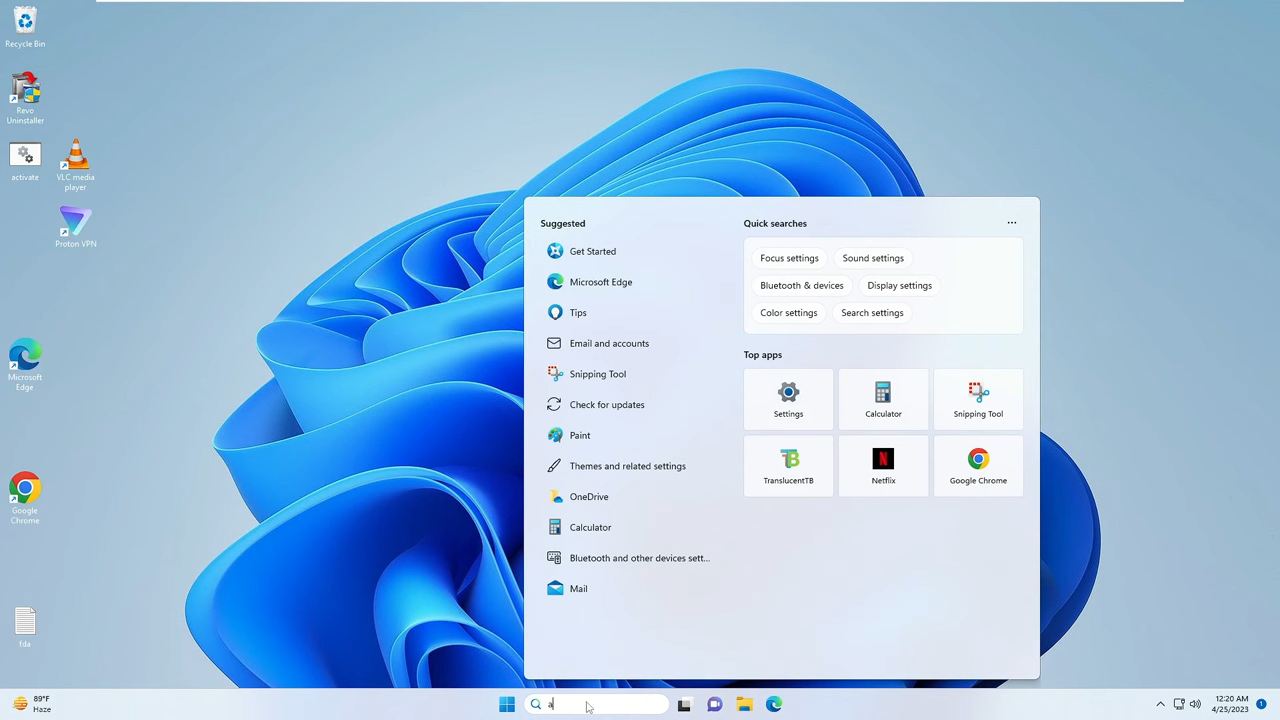 Recycle Bin
Revo
Uninstaller
activate
VLC media
player
Proton VPN
Microsoft
Edge
Google
Chrome
fda
Suggested
Get Started
Microsoft Edge
Tips
Email and accounts
Snipping Tool
Check for updates
Paint
Themes and related settings
OneDrive
Calculator
Bluetooth and other devices sett...
Mail
Quick searches
Focus settings
Sound settings
Bluetooth & devices
Display settings
Color settings
Search settings
Top apps
Settings
Calculator
Snipping Tool
TB
TranslucentTB
N
Netflix
Google Chrome
89°F
Haze
a
12:20 AM
4/25/2023
1